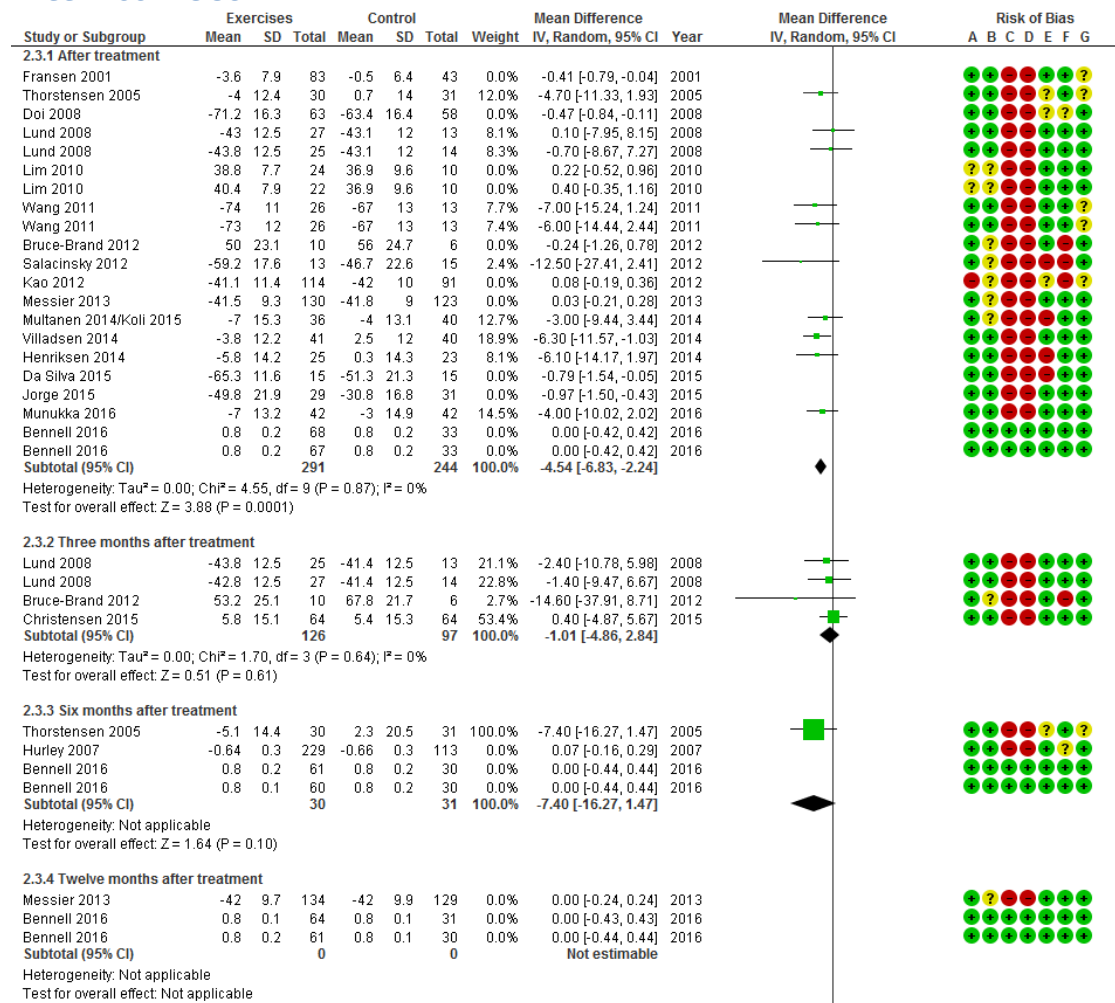 Exercises Control Mean Difference Mean Difference Risk of Bias
Study or Subgroup Mean SD Total Mean SD Total Weight IV, Random, 95% CI Year IV, Random, 95% CI A B C D E F G
2.3.1 After treatment
Fransen 2001 -3.6 7.9 83 -0.5 6.4 43 0.0% -0.41 [-0.79, -0.04] 2001 + + - - + + ?
Thorstensen 2005 -4 12.4 30 0.7 14 31 12.0% -4.70 [-11.33, 1.93] 2005 + + - - ? + ?
Doi 2008 -71.2 16.3 63 -63.4 16.4 58 0.0% -0.47 [-0.84, -0.11] 2008 + + - - ? ? +
Lund 2008 -43 12.5 27 -43.1 12 13 8.1% 0.10 [-7.95, 8.15] 2008 + + - - + + +
Lund 2008 -43.8 12.5 25 -43.1 12 14 8.3% -0.70 [-8.67, 7.27] 2008 + + - - + + +
Lim 2010 38.8 7.7 24 36.9 9.6 10 0.0% 0.22 [-0.52, 0.96] 2010 ? ? - - + + +
Lim 2010 40.4 7.9 22 36.9 9.6 10 0.0% 0.40 [-0.35, 1.16] 2010 ? ? - - + + +
Wang 2011 -74 11 26 -67 13 13 7.7% -7.00 [-15.24, 1.24] 2011 + + - - + + ?
Wang 2011 -73 12 26 -67 13 13 7.4% -6.00 [-14.44, 2.44] 2011 + + - - + + ?
Bruce-Brand 2012 50 23.1 10 56 24.7 6 0.0% -0.24 [-1.26, 0.78] 2012 + ? - - + - +
Salacinsky 2012 -59.2 17.6 13 -46.7 22.6 15 2.4% -12.50 [-27.41, 2.41] 2012 + ? - - - - +
Kao 2012 -41.1 11.4 114 -42 10 91 0.0% 0.08 [-0.19, 0.36] 2012 - ? - - ? - ?
Messier 2013 -41.5 9.3 130 -41.8 9 123 0.0% 0.03 [-0.21, 0.28] 2013 + ? - - + + +
Multanen 2014/Koli 2015 -7 15.3 36 -4 13.1 40 12.7% -3.00 [-9.44, 3.44] 2014 + ? - - - + +
Villadsen 2014 -3.8 12.2 41 2.5 12 40 18.9% -6.30 [-11.57, -1.03] 2014 + + - - + + +
Henriksen 2014 -5.8 14.2 25 0.3 14.3 23 8.1% -6.10 [-14.17, 1.97] 2014 + + - - - + +
Da Silva 2015 -65.3 11.6 15 -51.3 21.3 15 0.0% -0.79 [-1.54, -0.05] 2015 + + - - - + +
Jorge 2015 -49.8 21.9 29 -30.8 16.8 31 0.0% -0.97 [-1.50, -0.43] 2015 + + - - + + +
Munukka 2016 -7 13.2 42 -3 14.9 42 14.5% -4.00 [-10.02, 2.02] 2016 + + - - + + +
Bennell 2016 0.8 0.2 68 0.8 0.2 33 0.0% 0.00 [-0.42, 0.42] 2016 + + + + + + +
Bennell 2016 0.8 0.2 67 0.8 0.2 33 0.0% 0.00 [-0.42, 0.42] 2016 + + + + + + +
Subtotal (95% CI) 291 244 100.0% -4.54 [-6.83, -2.24]
Heterogeneity: Tau² = 0.00; Chi² = 4.55, df = 9 (P = 0.87); I² = 0%
Test for overall effect: Z = 3.88 (P = 0.0001)
2.3.2 Three months after treatment
Lund 2008 -43.8 12.5 25 -41.4 12.5 13 21.1% -2.40 [-10.78, 5.98] 2008 + + - - + + +
Lund 2008 -42.8 12.5 27 -41.4 12.5 14 22.8% -1.40 [-9.47, 6.67] 2008 + + - - + + +
Bruce-Brand 2012 53.2 25.1 10 67.8 21.7 6 2.7% -14.60 [-37.91, 8.71] 2012 + ? - - + - +
Christensen 2015 5.8 15.1 64 5.4 15.3 64 53.4% 0.40 [-4.87, 5.67] 2015 + + - - + + +
Subtotal (95% CI) 126 97 100.0% -1.01 [-4.86, 2.84]
Heterogeneity: Tau² = 0.00; Chi² = 1.70, df = 3 (P = 0.64); I² = 0%
Test for overall effect: Z = 0.51 (P = 0.61)
2.3.3 Six months after treatment
Thorstensen 2005 -5.1 14.4 30 2.3 20.5 31 100.0% -7.40 [-16.27, 1.47] 2005 + + - - ? + ?
Hurley 2007 -0.64 0.3 229 -0.66 0.3 113 0.0% 0.07 [-0.16, 0.29] 2007 + + - - + ? +
Bennell 2016 0.8 0.2 61 0.8 0.2 30 0.0% 0.00 [-0.44, 0.44] 2016 + + + + + + +
Bennell 2016 0.8 0.1 60 0.8 0.2 30 0.0% 0.00 [-0.44, 0.44] 2016 + + + + + + +
Subtotal (95% CI) 30 31 100.0% -7.40 [-16.27, 1.47]
Heterogeneity: Not applicable
Test for overall effect: Z = 1.64 (P = 0.10)
2.3.4 Twelve months after treatment
Messier 2013 -42 9.7 134 -42 9.9 129 0.0% 0.00 [-0.24, 0.24] 2013 + ? - - + + +
Bennell 2016 0.8 0.1 64 0.8 0.1 31 0.0% 0.00 [-0.43, 0.43] 2016 + + + + + + +
Bennell 2016 0.8 0.2 61 0.8 0.1 30 0.0% 0.00 [-0.44, 0.44] 2016 + + + + + + +
Subtotal (95% CI) 0 0 Not estimable
Heterogeneity: Not applicable
Test for overall effect: Not applicable